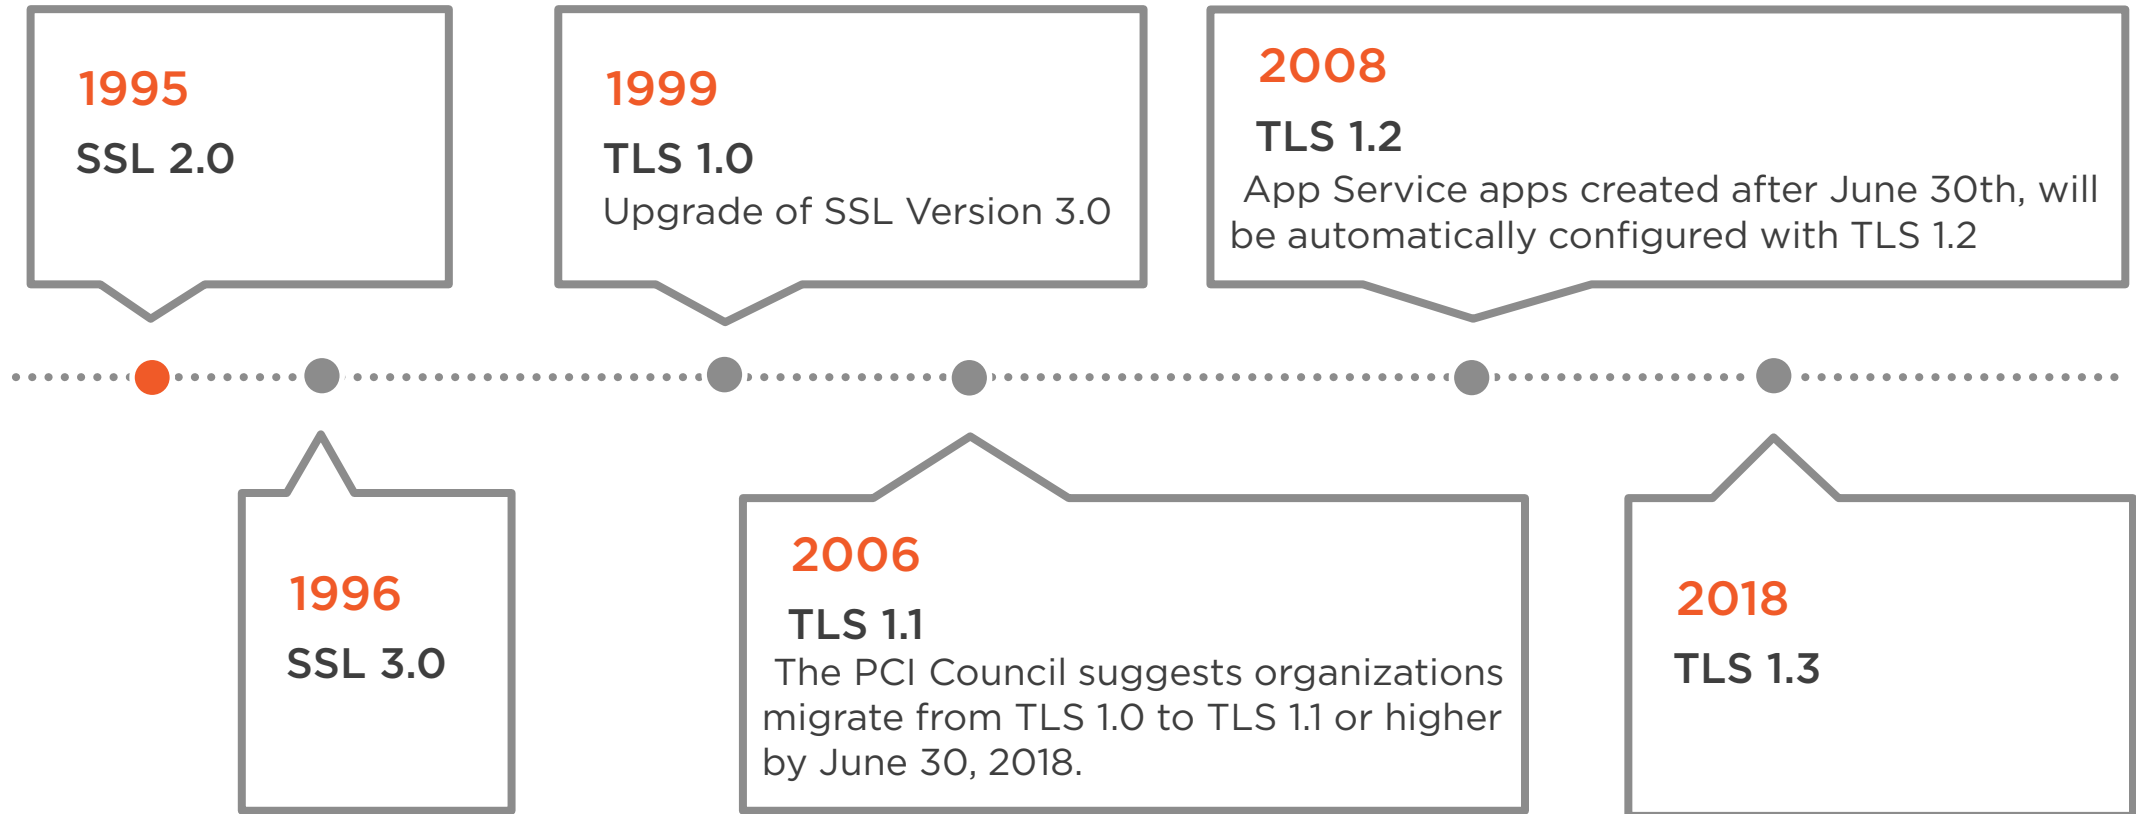 1995
SSL 2.0
1999
TLS 1.0
Upgrade of SSL Version 3.0
2008
TLS 1.2
App Service apps created after June 30th, will
be automatically configured with TLS 1.2
1996
SSL 3.0
2006
TLS 1.1
The PCI Council suggests organizations
migrate from TLS 1.0 to TLS 1.1 or higher
by June 30, 2018.
2018
TLS 1.3